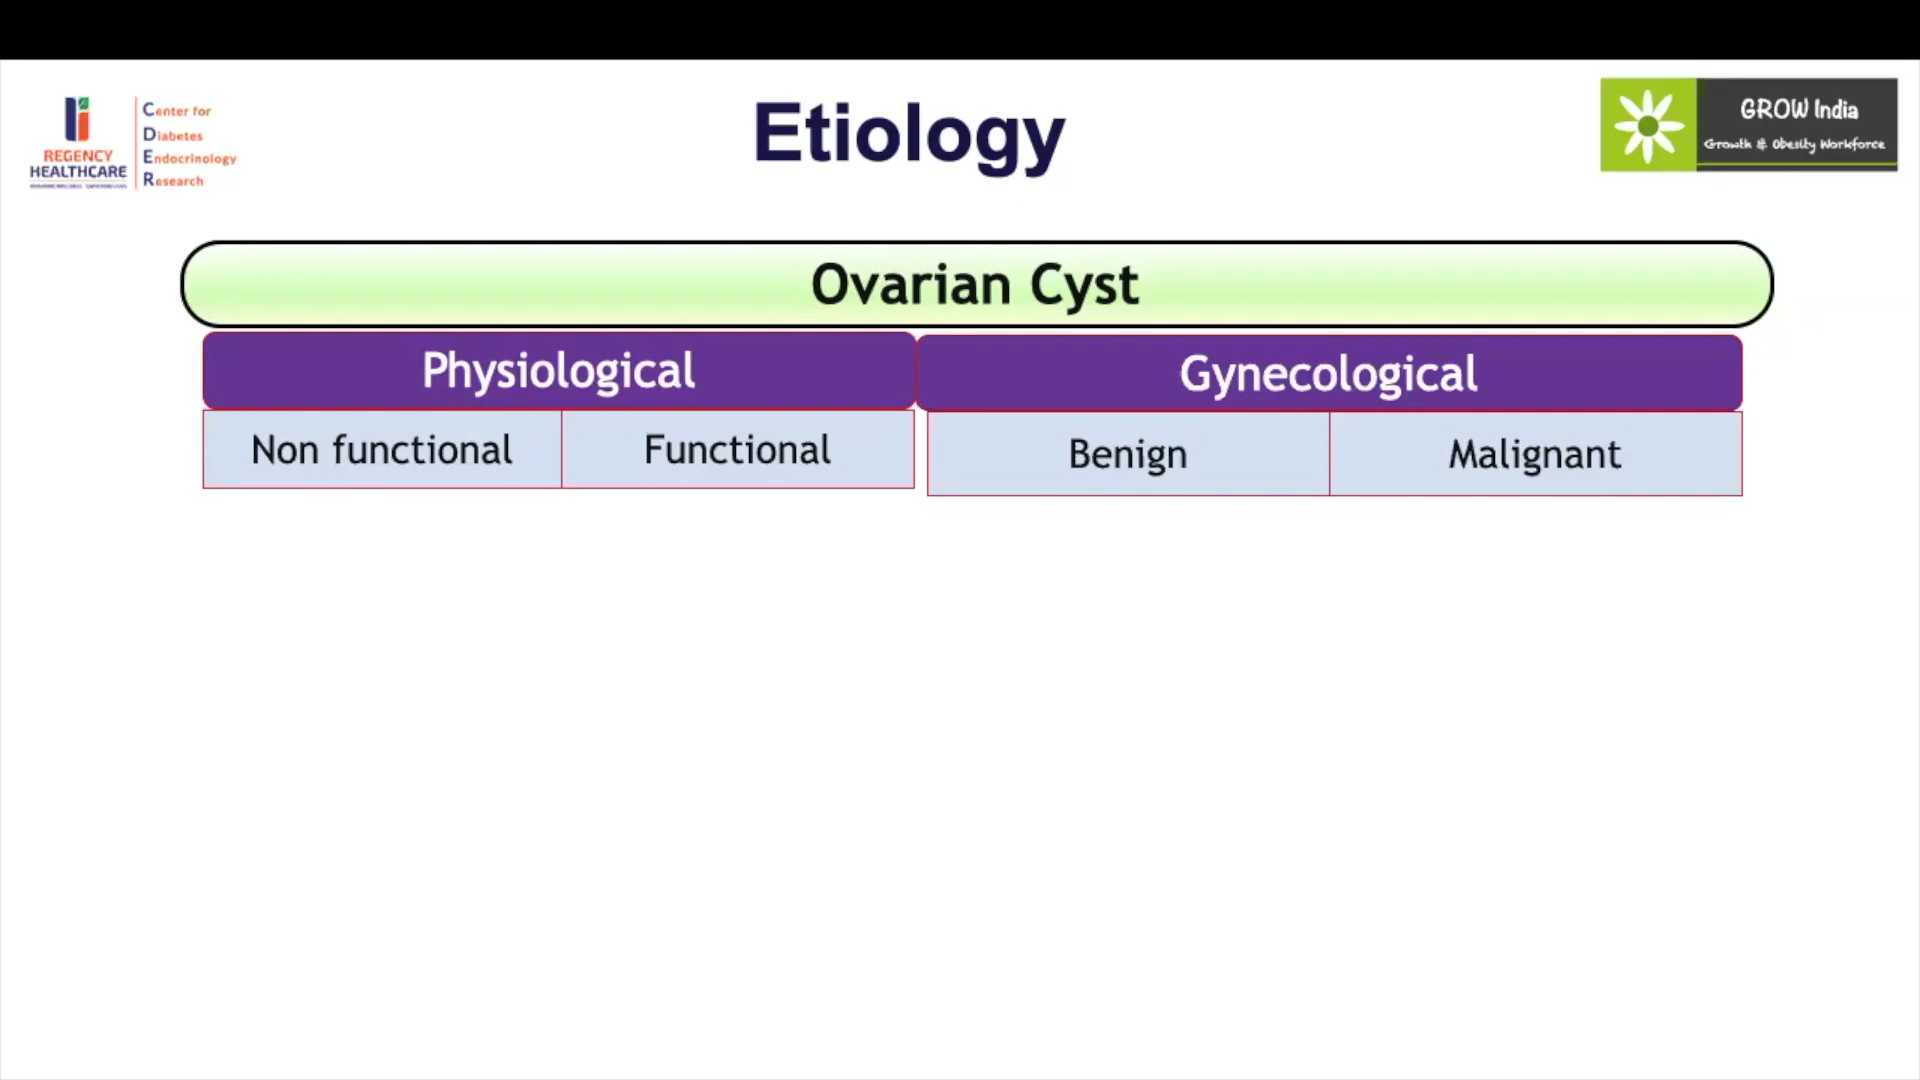 REGENCY
HEALTHCARE
Center for
Diabetes
Endocrinology
Research
Etiology
GROW India
Growth & Obesity Workforce
Ovarian Cyst
Physiological
Gynecological
Non functional
Functional
Benign
Malignant